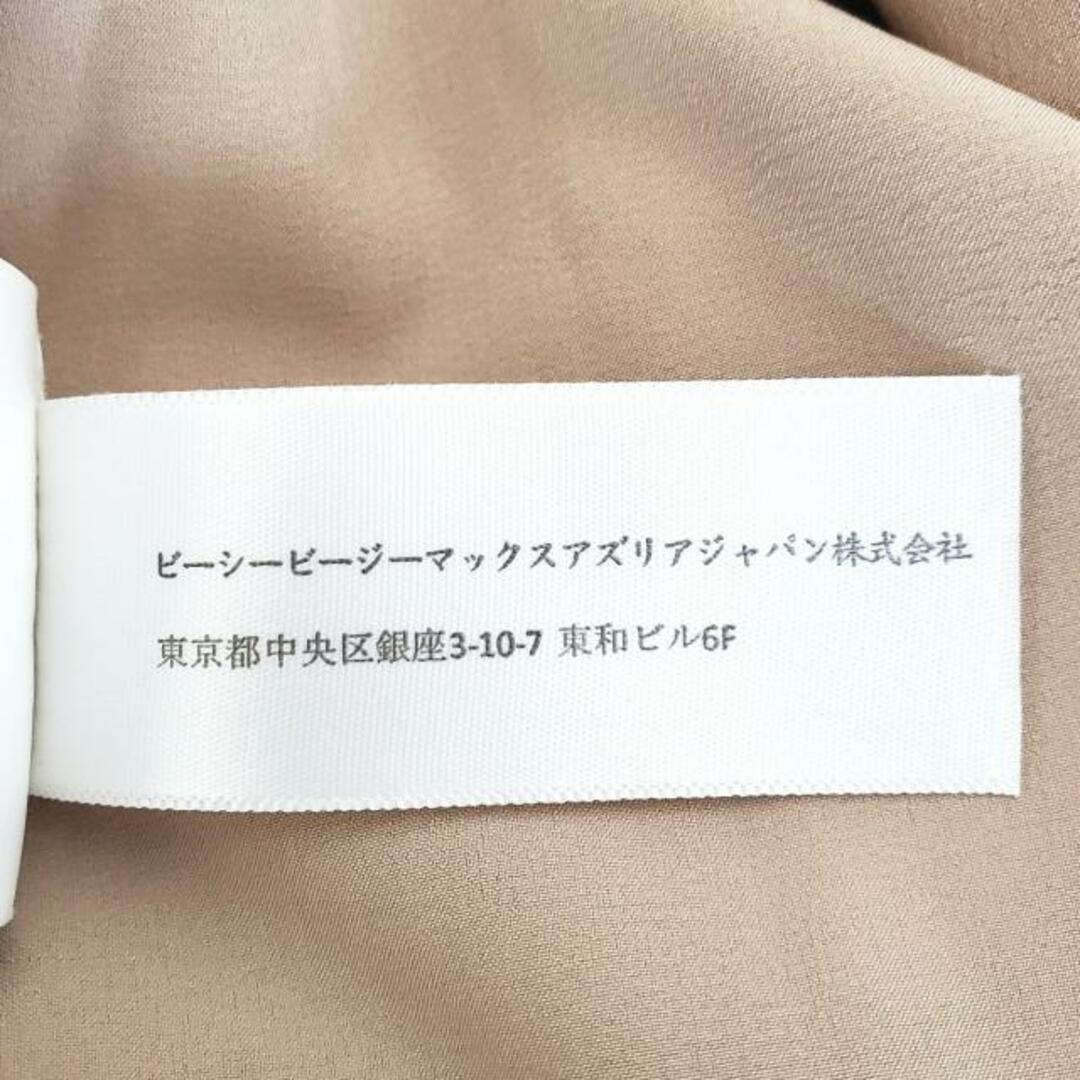 ビーシービージーマックスアズリアジャパン株式会社
東京都中央区銀座3-10-7 東和ビル6F